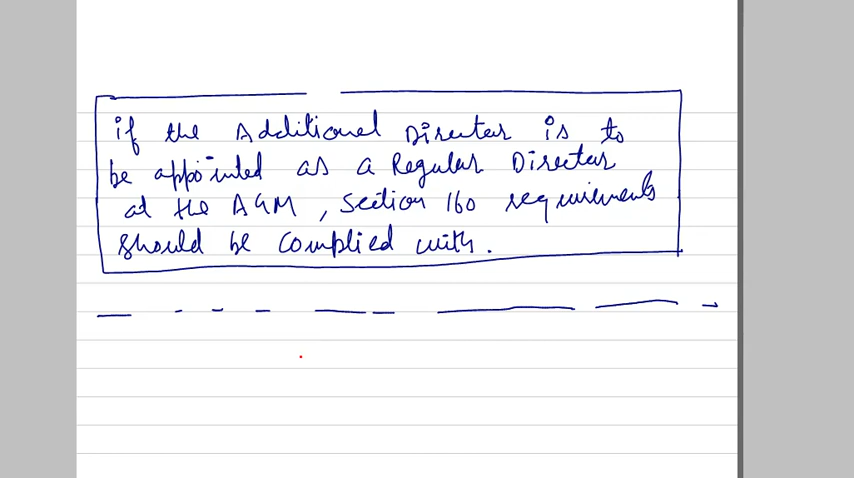 if the Additional Director is to
be appointed as a Regular Director
at the AGM, Section 160 requirements
should be complied with.